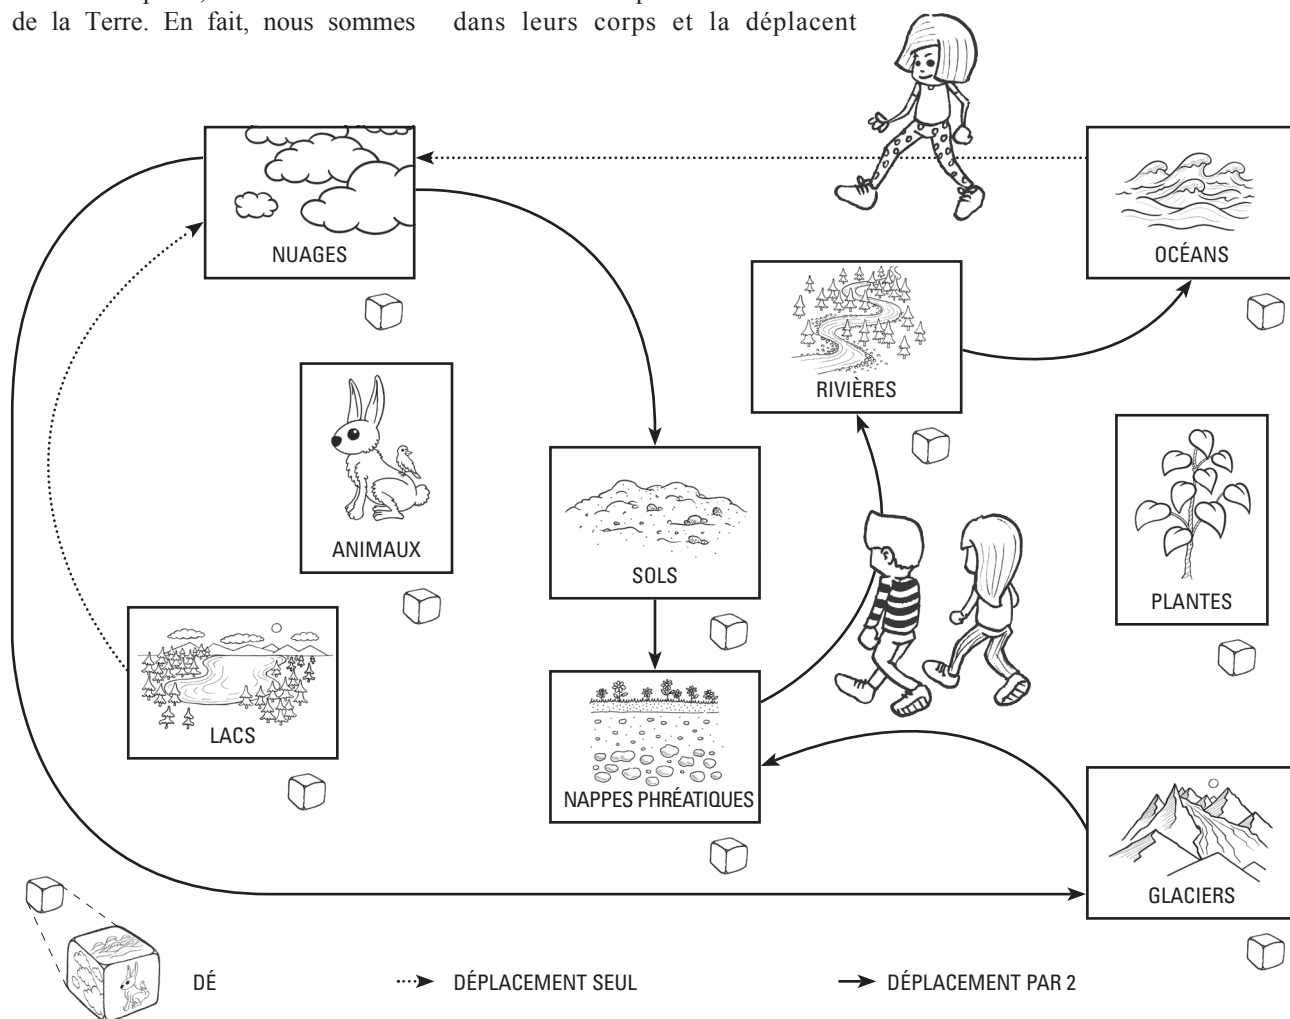 de la Terre. En fait, nous sommes
dans leurs corps et la déplacent
NUAGES
OCÉANS
RIVIÈRES
ANIMAUX
SOLS
PLANTES
LACS
NAPPES PHRÉATIQUES
GLACIERS
DÉ
DÉPLACEMENT SEUL
DÉPLACEMENT PAR 2